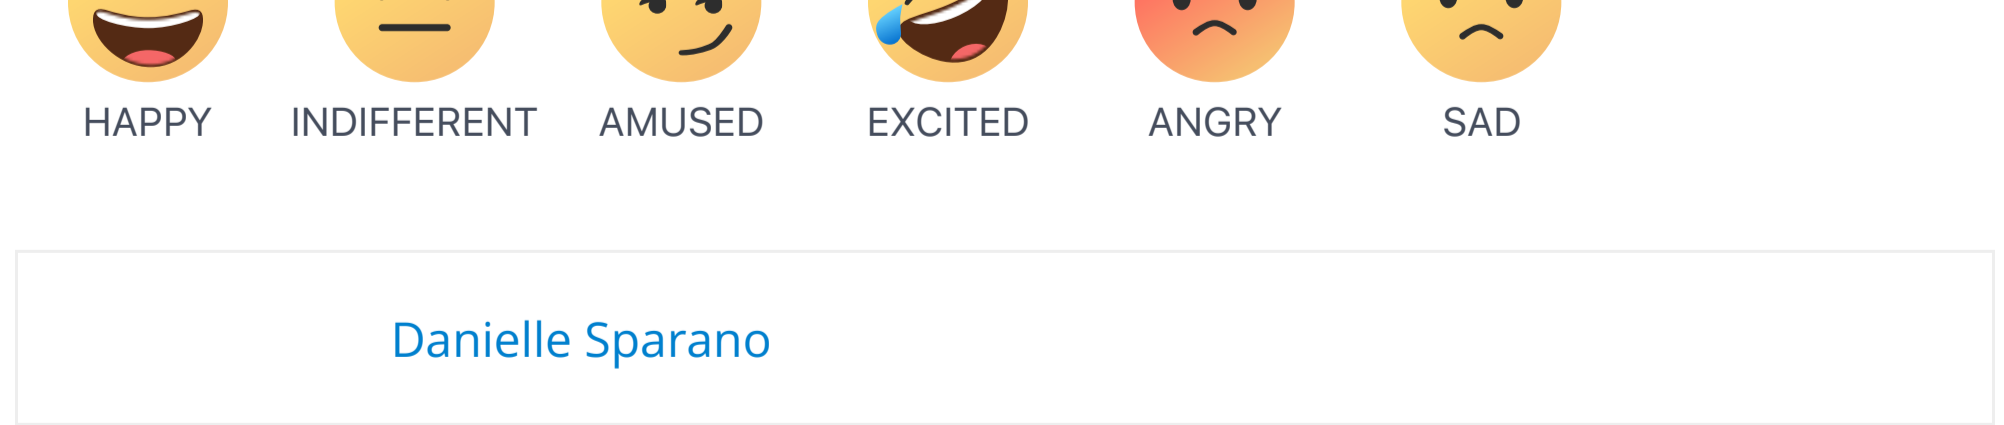 HAPPY INDIFFERENT AMUSED EXCITED ANGRY SAD
Danielle Sparano